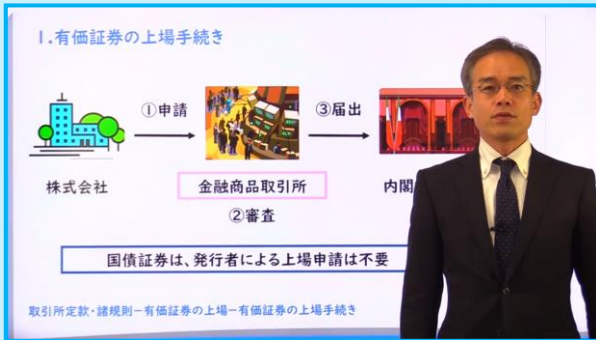 1.有価証券の上場手続き
①申請
③届出
株式会社
金融商品取引所
内閣
②審査
国債証券は、発行者による上場申請は不要
取引所定款・諸規則－有価証券の上場－有価証券の上場手続き